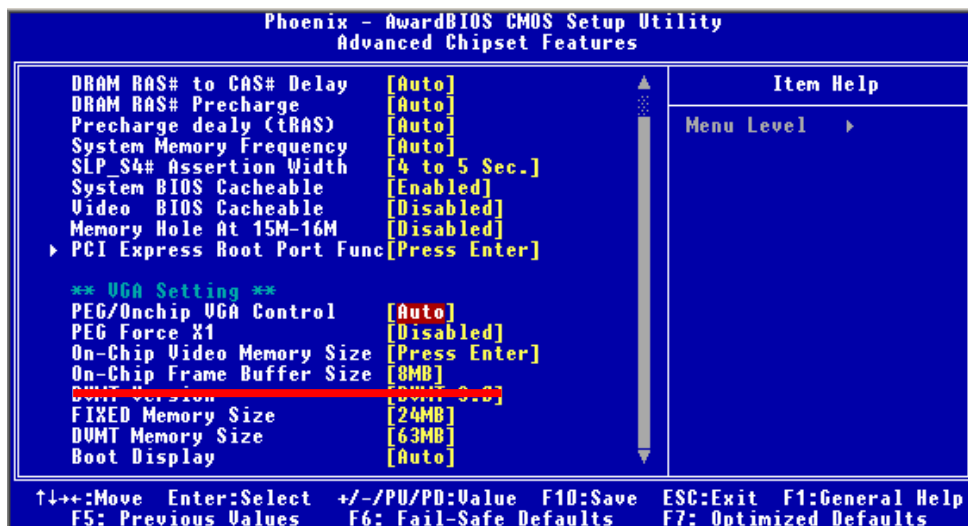 Phoenix - AwardBIOS CMOS Setup Utility
Advanced Chipset Features
DRAM RAS# to CAS# Delay [Auto]
DRAM RAS# Precharge [Auto]
Precharge dealy (tRAS) [Auto]
System Memory Frequency [Auto]
SLP_S4# Assertion Width [4 to 5 Sec.]
System BIOS Cacheable [Enabled]
Video BIOS Cacheable [Disabled]
Memory Hole At 15M-16M [Disabled]
▸ PCI Express Root Port Func[Press Enter]
** VGA Setting **
PEG/Onchip VGA Control [Auto]
PEG Force X1 [Disabled]
On-Chip Video Memory Size [Press Enter]
On-Chip Frame Buffer Size [8MB]
DVMT Version [DVMT 3.0]
FIXED Memory Size [24MB]
DVMT Memory Size [63MB]
Boot Display [Auto]
Item Help
Menu Level ▸
↑↓→←:Move Enter:Select +/-/PU/PD:Value F10:Save ESC:Exit F1:General Help
F5: Previous Values F6: Fail-Safe Defaults F7: Optimized Defaults